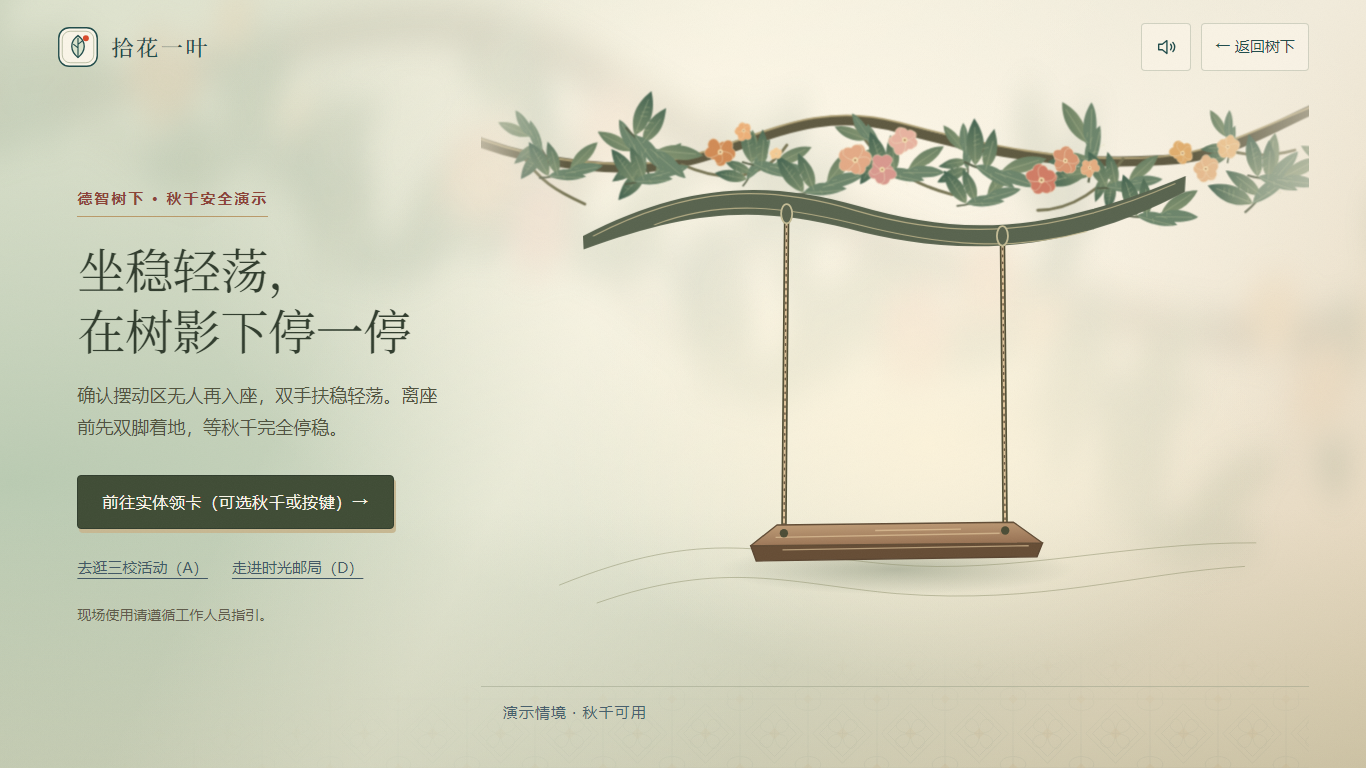 拾花一叶
← 返回树下
德智树下 • 秋千安全演示
坐稳轻荡，
在树影下停一停
确认摆动区无人再入座，双手扶稳轻荡。离座
前先双脚着地，等秋千完全停稳。
前往实体领卡（可选秋千或按键）→
去逛三校活动（A） 走进时光邮局（D）
现场使用请遵循工作人员指引。
演示情境 · 秋千可用